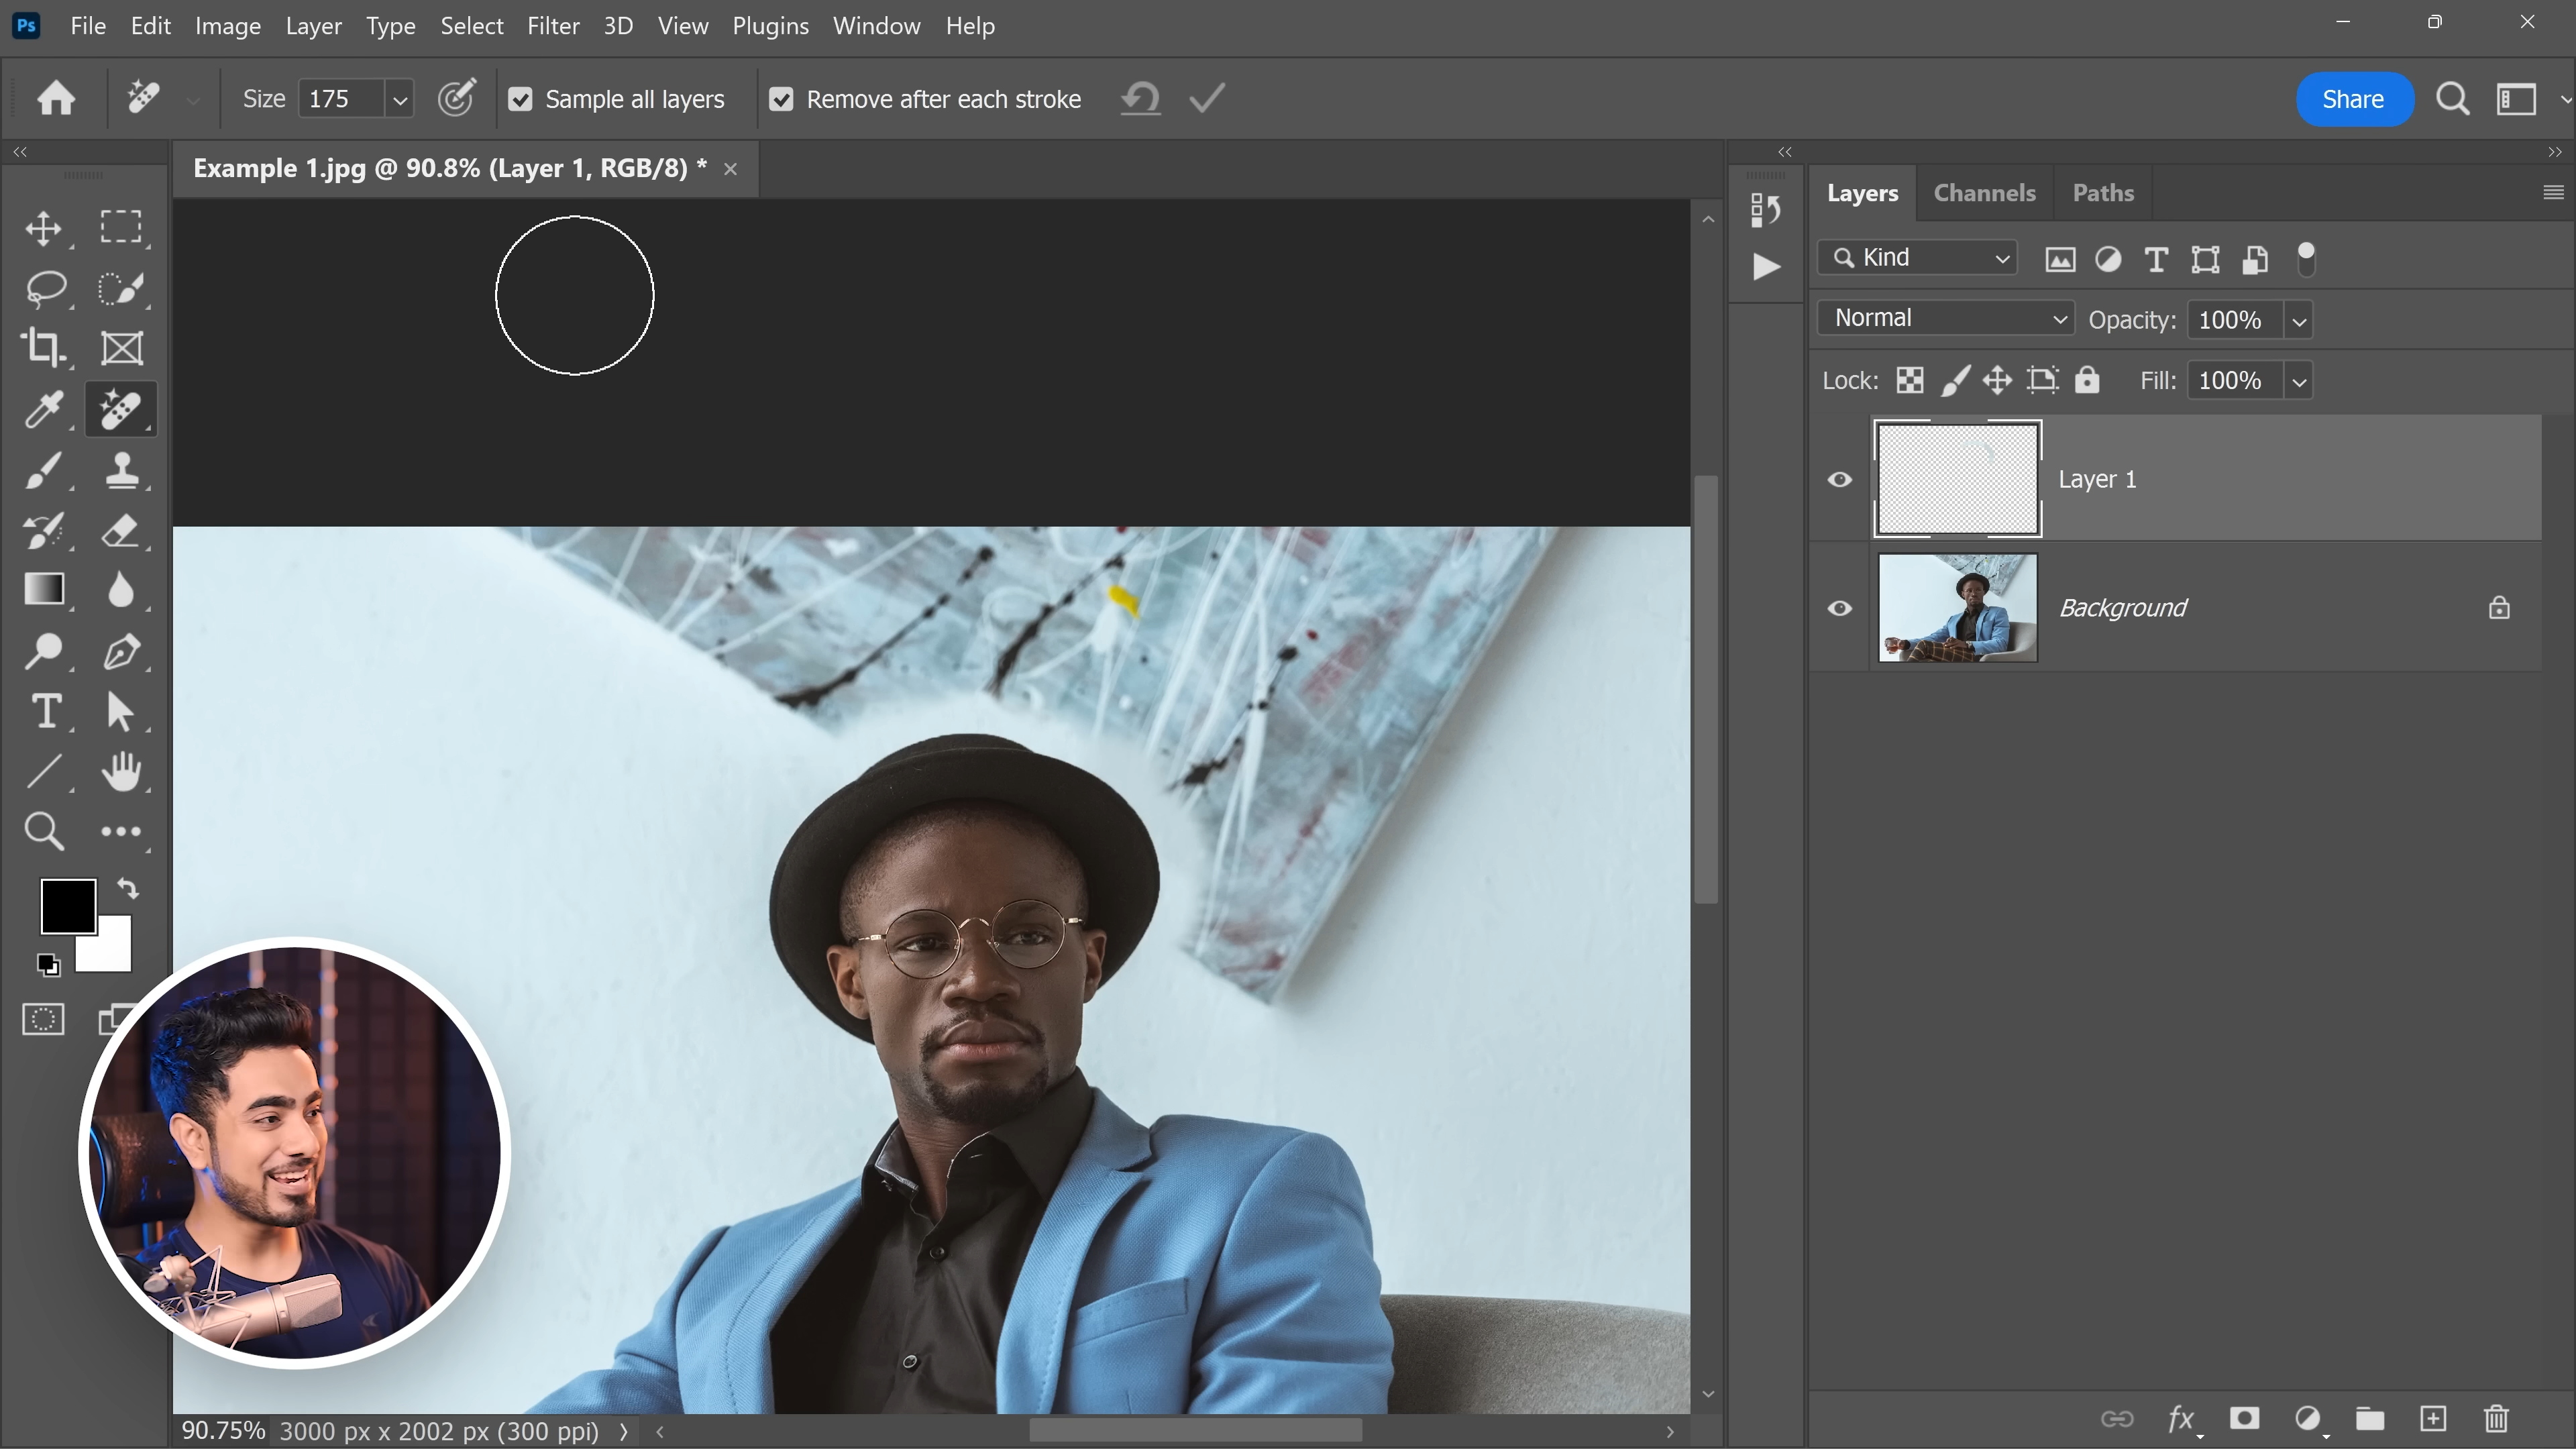 Ps File Edit Image Layer Type Select Filter 3D View Plugins Window Help
Size 175 Sample all layers Remove after each stroke Share
Example 1.jpg @ 90.8% (Layer 1, RGB/8) *
Layers Channels Paths
Kind
Normal Opacity: 100%
Lock: Fill: 100%
Layer 1
Background
90.75% 3000 px x 2002 px (300 ppi)
fx